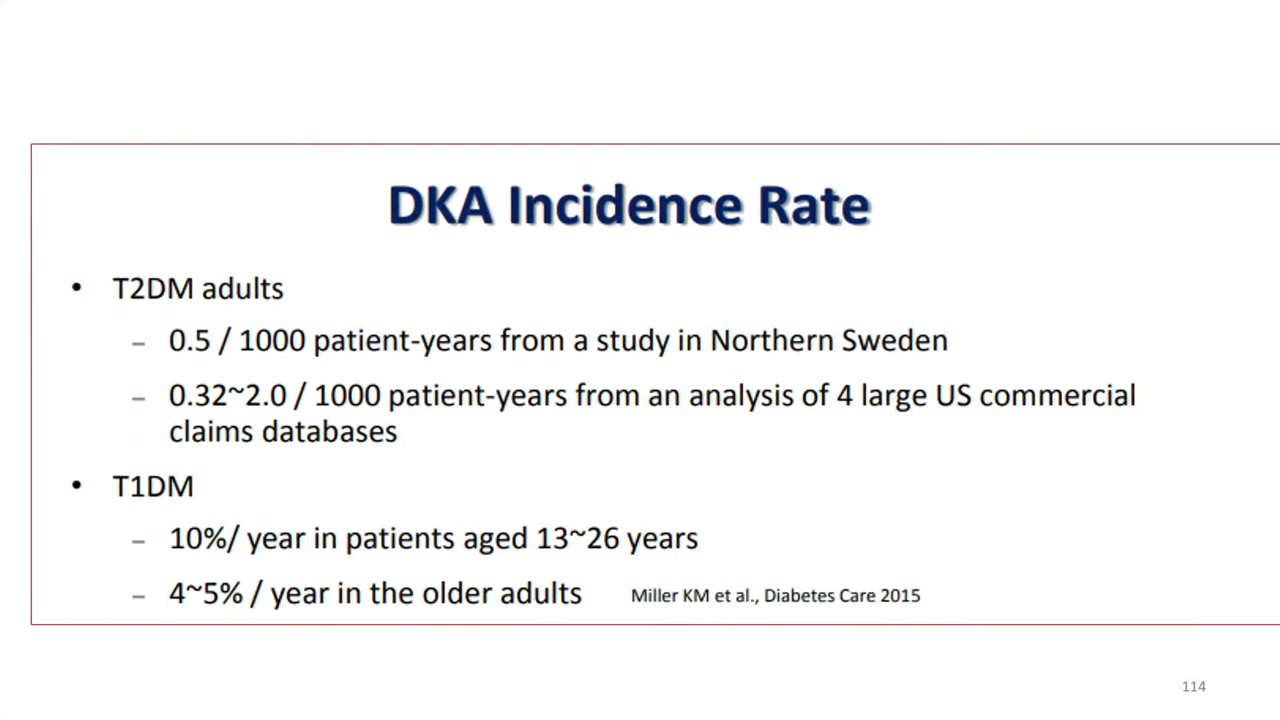 DKA Incidence Rate
• T2DM adults
– 0.5 / 1000 patient-years from a study in Northern Sweden
– 0.32~2.0 / 1000 patient-years from an analysis of 4 large US commercial
claims databases
• T1DM
– 10%/ year in patients aged 13~26 years
– 4~5% / year in the older adults Miller KM et al., Diabetes Care 2015
114